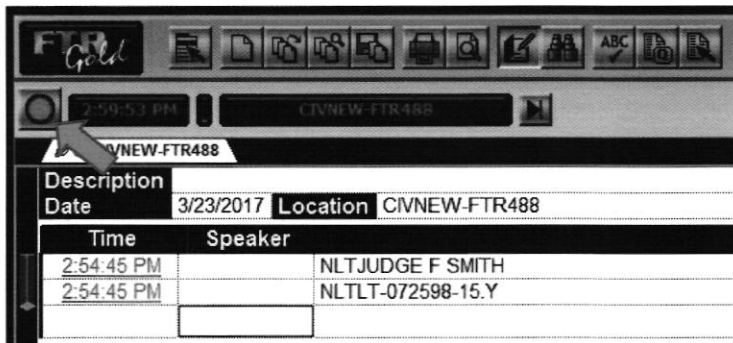 FTR Gold
ABC
2:59:53 PM CIVNEW-FTR488
VNEW-FTR488
Description
Date 3/23/2017 Location CIVNEW-FTR488
Time Speaker
2:54:45 PM NLTJUDGE F SMITH
2:54:45 PM NLTLT-072598-15.Y